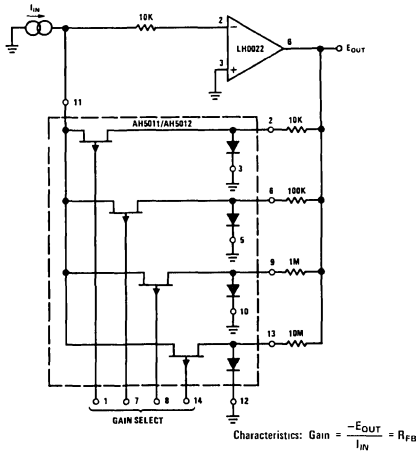 I_IN
10K
2
−
LH0022
6
E_OUT
3
+
11
AH5011/AH5012
2
10K
3
6
100K
5
9
1M
10
13
10M
1
7
8
14
12
GAIN SELECT
Characteristics: Gain = −E_OUT / I_IN = R_FB